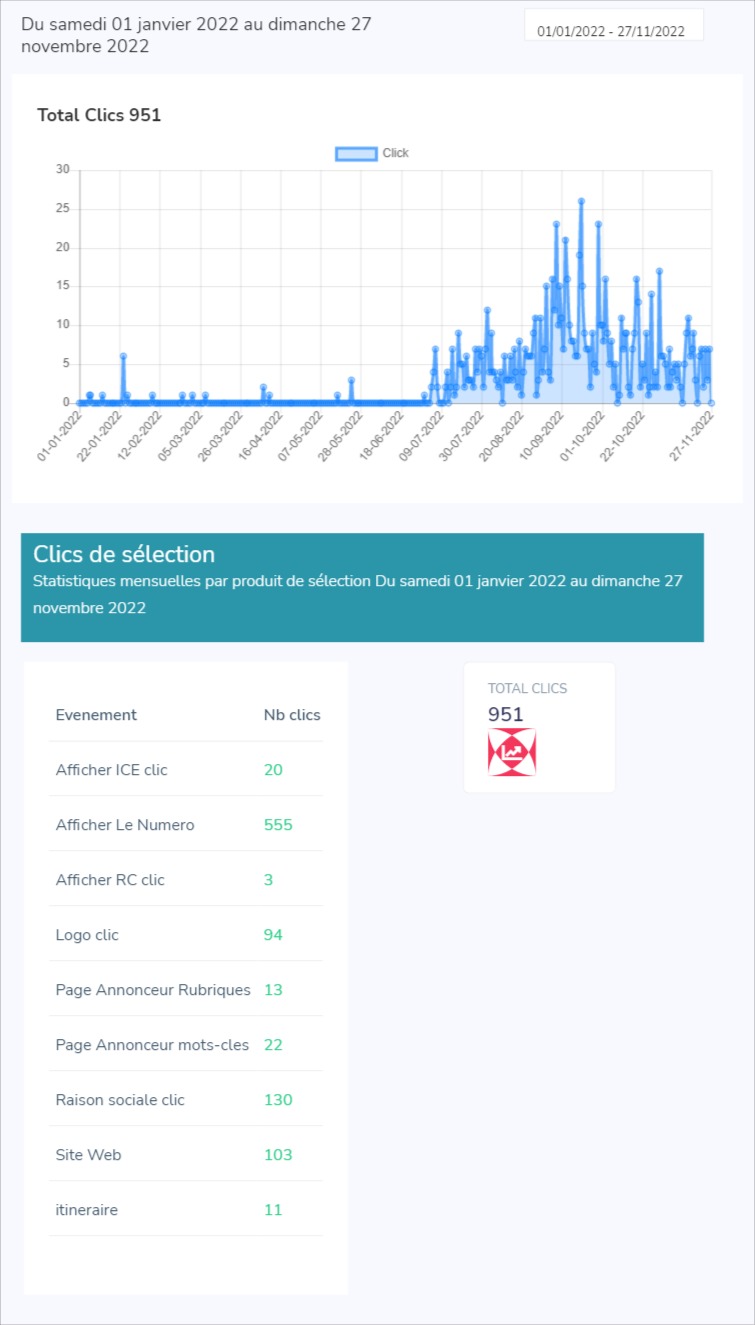 Du samedi 01 janvier 2022 au dimanche 27
novembre 2022
01/01/2022 - 27/11/2022
Total Clics 951
Click
30
25
20
15
10
5
0
01-01-2022
22-01-2022
12-02-2022
05-03-2022
26-03-2022
16-04-2022
07-05-2022
28-05-2022
18-06-2022
09-07-2022
30-07-2022
20-08-2022
10-09-2022
01-10-2022
22-10-2022
27-11-2022
Clics de sélection
Statistiques mensuelles par produit de sélection Du samedi 01 janvier 2022 au dimanche 27
novembre 2022
Evenement Nb clics
Afficher ICE clic 20
Afficher Le Numero 555
Afficher RC clic 3
Logo clic 94
Page Annonceur Rubriques 13
Page Annonceur mots-cles 22
Raison sociale clic 130
Site Web 103
itineraire 11
TOTAL CLICS
951